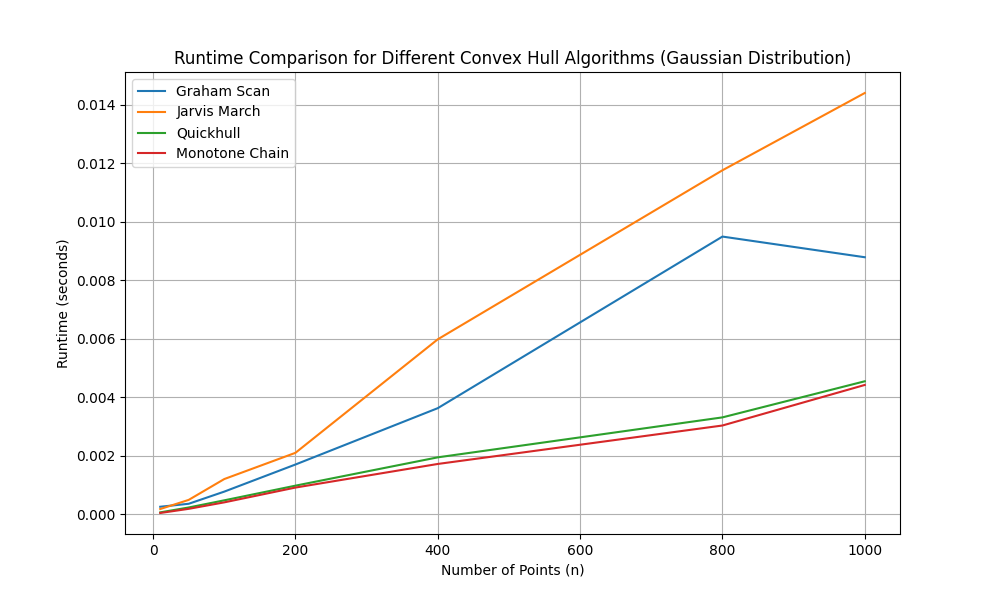 Runtime Comparison for Different Convex Hull Algorithms (Gaussian Distribution)
Graham Scan
Jarvis March
Quickhull
Monotone Chain
0.014
0.012
0.010
0.008
0.006
0.004
0.002
0.000
Runtime (seconds)
0 200 400 600 800 1000
Number of Points (n)